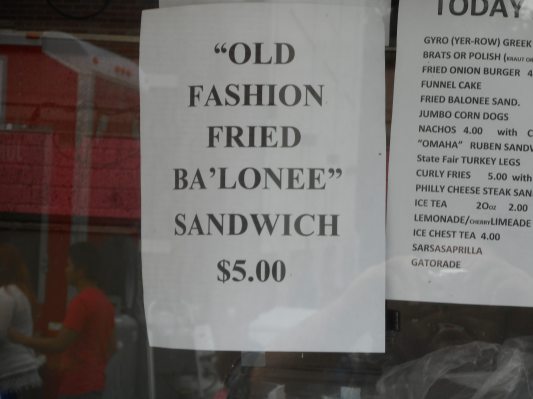 “OLD
FASHION
FRIED
BA’LONEE”
SANDWICH
$5.00
TODAY
GYRO (YER-ROW) GREEK
BRATS OR POLISH (KRAUT
FRIED ONION BURGER 4
FUNNEL CAKE
FRIED BALONEE SAND.
JUMBO CORN DOGS
NACHOS 4.00 with C
“OMAHA” RUBEN SANDW
State Fair TURKEY LEGS
CURLY FRIES 5.00 with
PHILLY CHEESE STEAK SAN
ICE TEA 20oz 2.00
LEMONADE/CHERRYLIMEADE
ICE CHEST TEA 4.00
SARSASAPRILLA
GATORADE